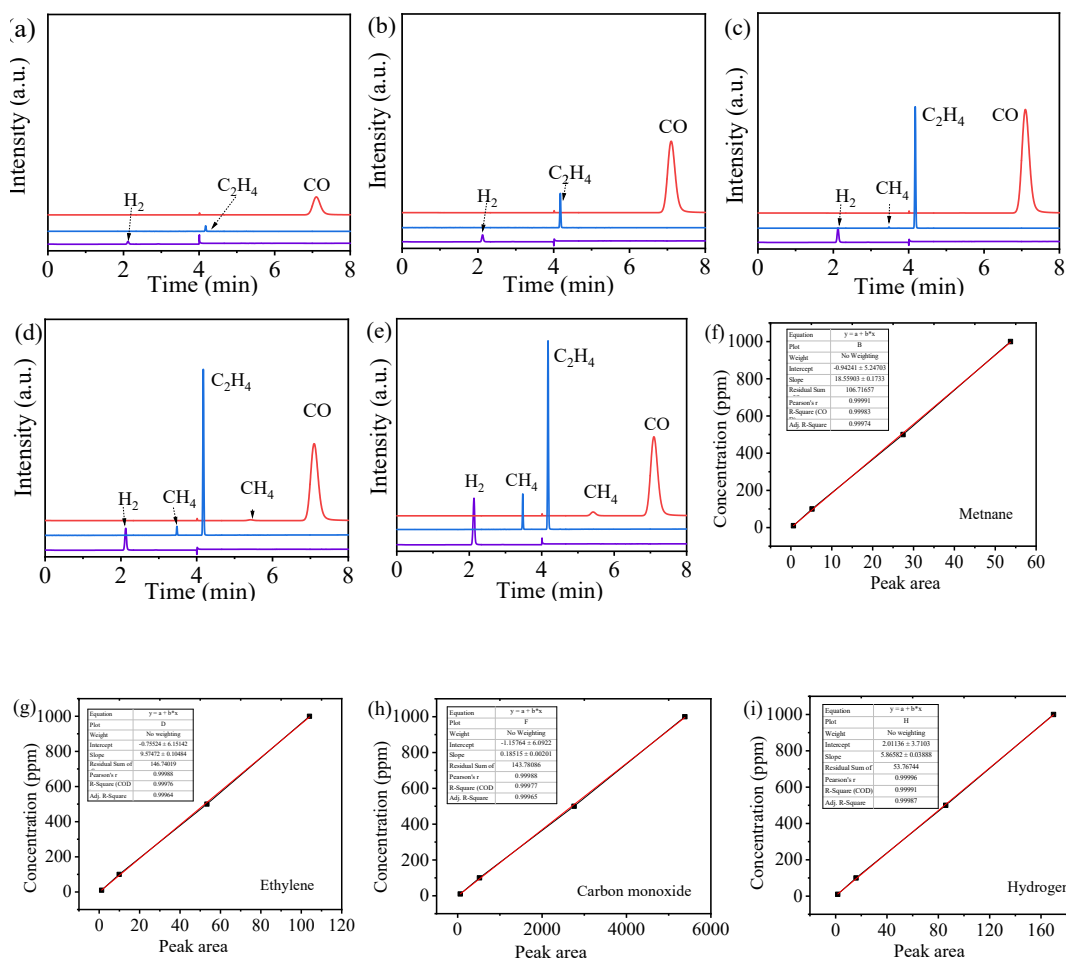 (a)
Intensity (a.u.)
H2
C2H4
CO
0 2 4 6 8
Time (min)
(b)
Intensity (a.u.)
H2
C2H4
CO
0 2 4 6 8
Time (min)
(c)
Intensity (a.u.)
H2
CH4
C2H4
CO
0 2 4 6 8
Time (min)
(d)
Intensity (a.u.)
H2
CH4
C2H4
CH4
CO
0 2 4 6 8
Time (min)
(e)
Intensity (a.u.)
H2
CH4
C2H4
CH4
CO
0 2 4 6 8
Time (min)
(f)
Concentration (ppm)
1000
800
600
400
200
0
Equation y = a + b*x
Plot B
Weight No Weighting
Intercept -0.94241 ± 5.24703
Slope 18.55903 ± 0.1733
Residual Sum 106.71657
Pearson's r 0.99991
R-Square (CO 0.99983
Adj. R-Square 0.99974
Metnane
0 10 20 30 40 50 60
Peak area
(g)
Concentration (ppm)
1000
800
600
400
200
0
Equation y = a + b*x
Plot D
Weight No weighting
Intercept -0.75524 ± 6.15142
Slope 9.57472 ± 0.10484
Residual Sum of 146.74019
Pearson's r 0.99988
R-Square (COD 0.99976
Adj. R-Square 0.99964
Ethylene
0 20 40 60 80 100 120
Peak area
(h)
Concentration (ppm)
1000
800
600
400
200
0
Equation y = a + b*x
Plot F
Weight No weighting
Intercept -1.15764 ± 6.0922
Slope 0.18515 ± 0.00201
Residual Sum of 143.78086
Pearson's r 0.99988
R-Square (COD 0.99977
Adj. R-Square 0.99965
Carbon monoxide
0 2000 4000 6000
Peak area
(i)
Concentration (ppm)
1000
800
600
400
200
0
Equation y = a + b*x
Plot H
Weight No weighting
Intercept 2.01136 ± 3.7103
Slope 5.86582 ± 0.03888
Residual Sum of 53.76744
Pearson's r 0.99996
R-Square (COD) 0.99991
Adj. R-Square 0.99987
Hydrogen
0 40 80 120 160
Peak area